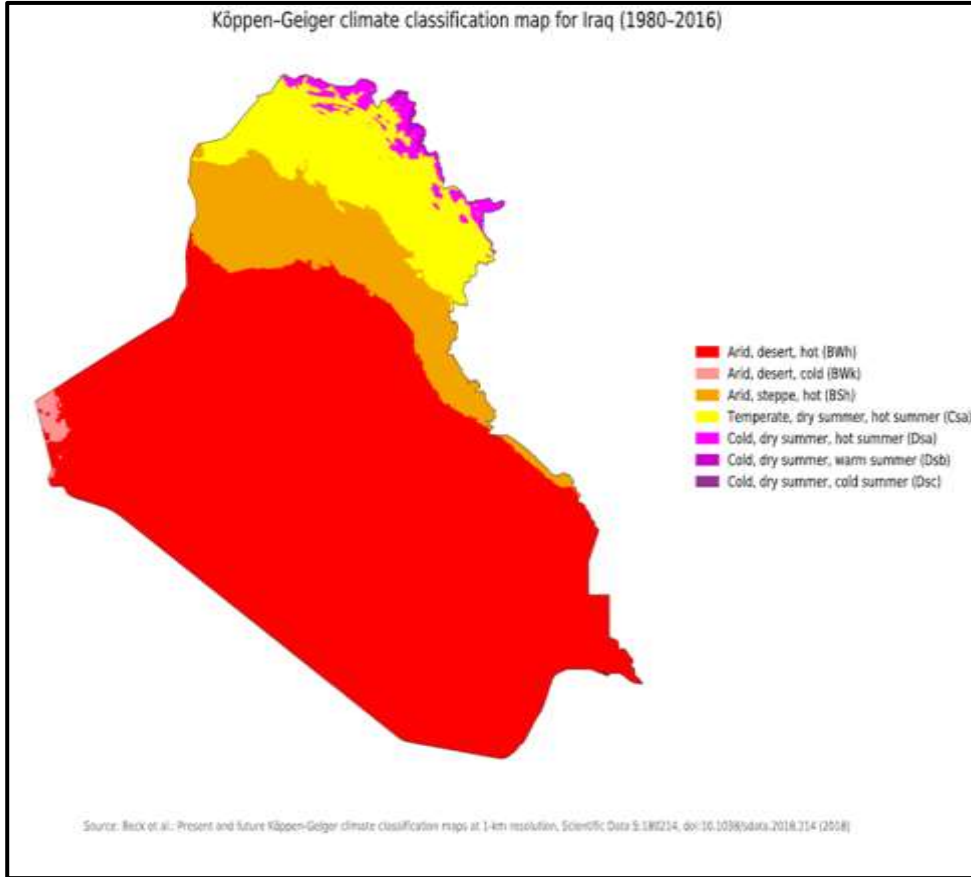 Köppen–Geiger climate classification map for Iraq (1980–2016)
Arid, desert, hot (BWh)
Arid, desert, cold (BWk)
Arid, steppe, hot (BSh)
Temperate, dry summer, hot summer (Csa)
Cold, dry summer, hot summer (Dsa)
Cold, dry summer, warm summer (Dsb)
Cold, dry summer, cold summer (Dsc)
Source: Beck et al.: Present and future Köppen-Geiger climate classification maps at 1-km resolution, Scientific Data 5:180214, doi:10.1038/sdata.2018.214 (2018)